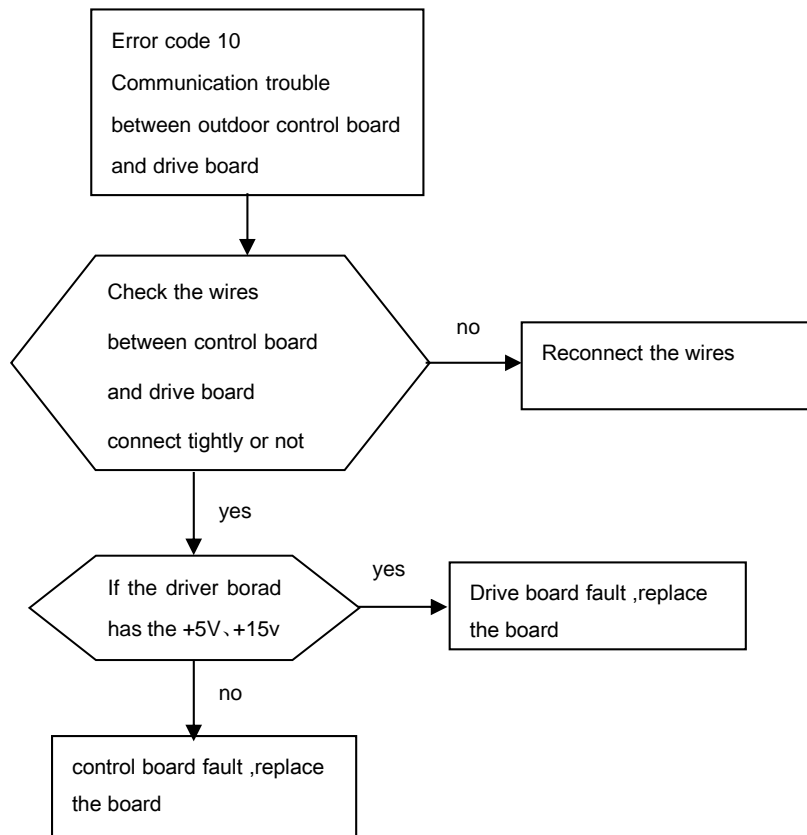 Error code 10
Communication trouble
between outdoor control board
and drive board
Check the wires
between control board
and drive board
connect tightly or not
no
Reconnect the wires
yes
If the driver borad
has the +5V、+15v
yes
Drive board fault ,replace
the board
no
control board fault ,replace
the board